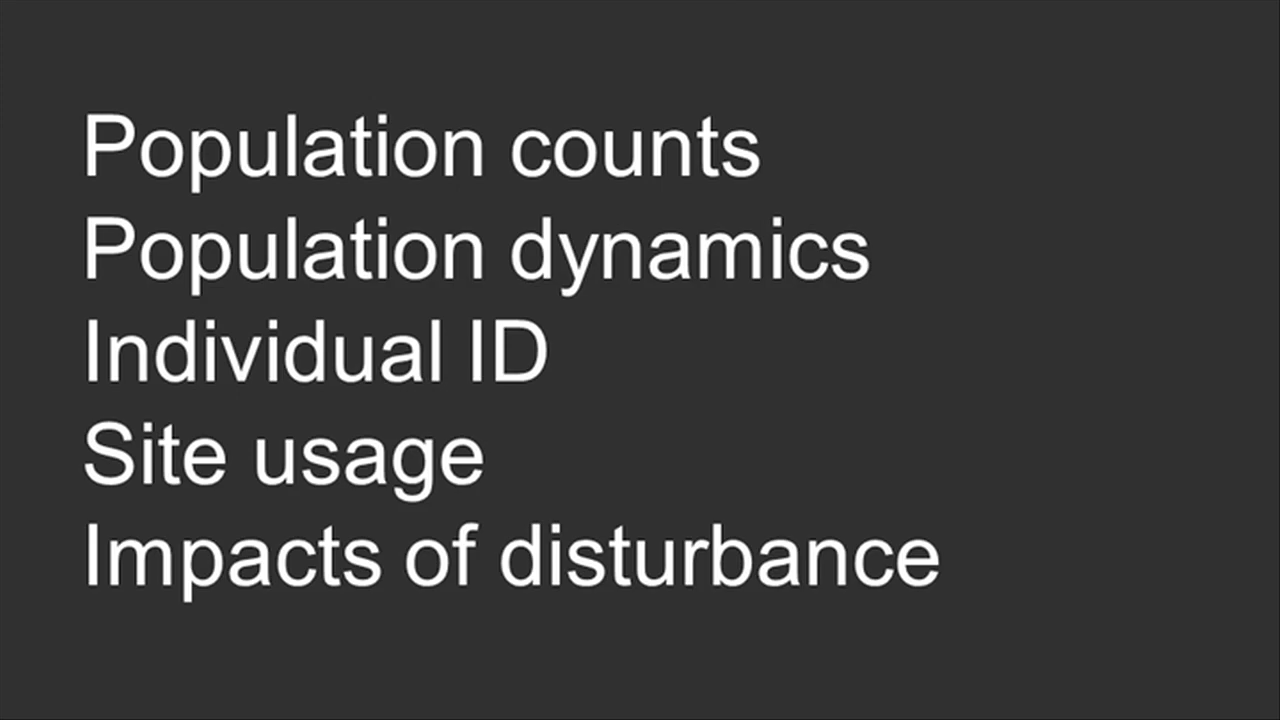 Population counts
Population dynamics
Individual ID
Site usage
Impacts of disturbance